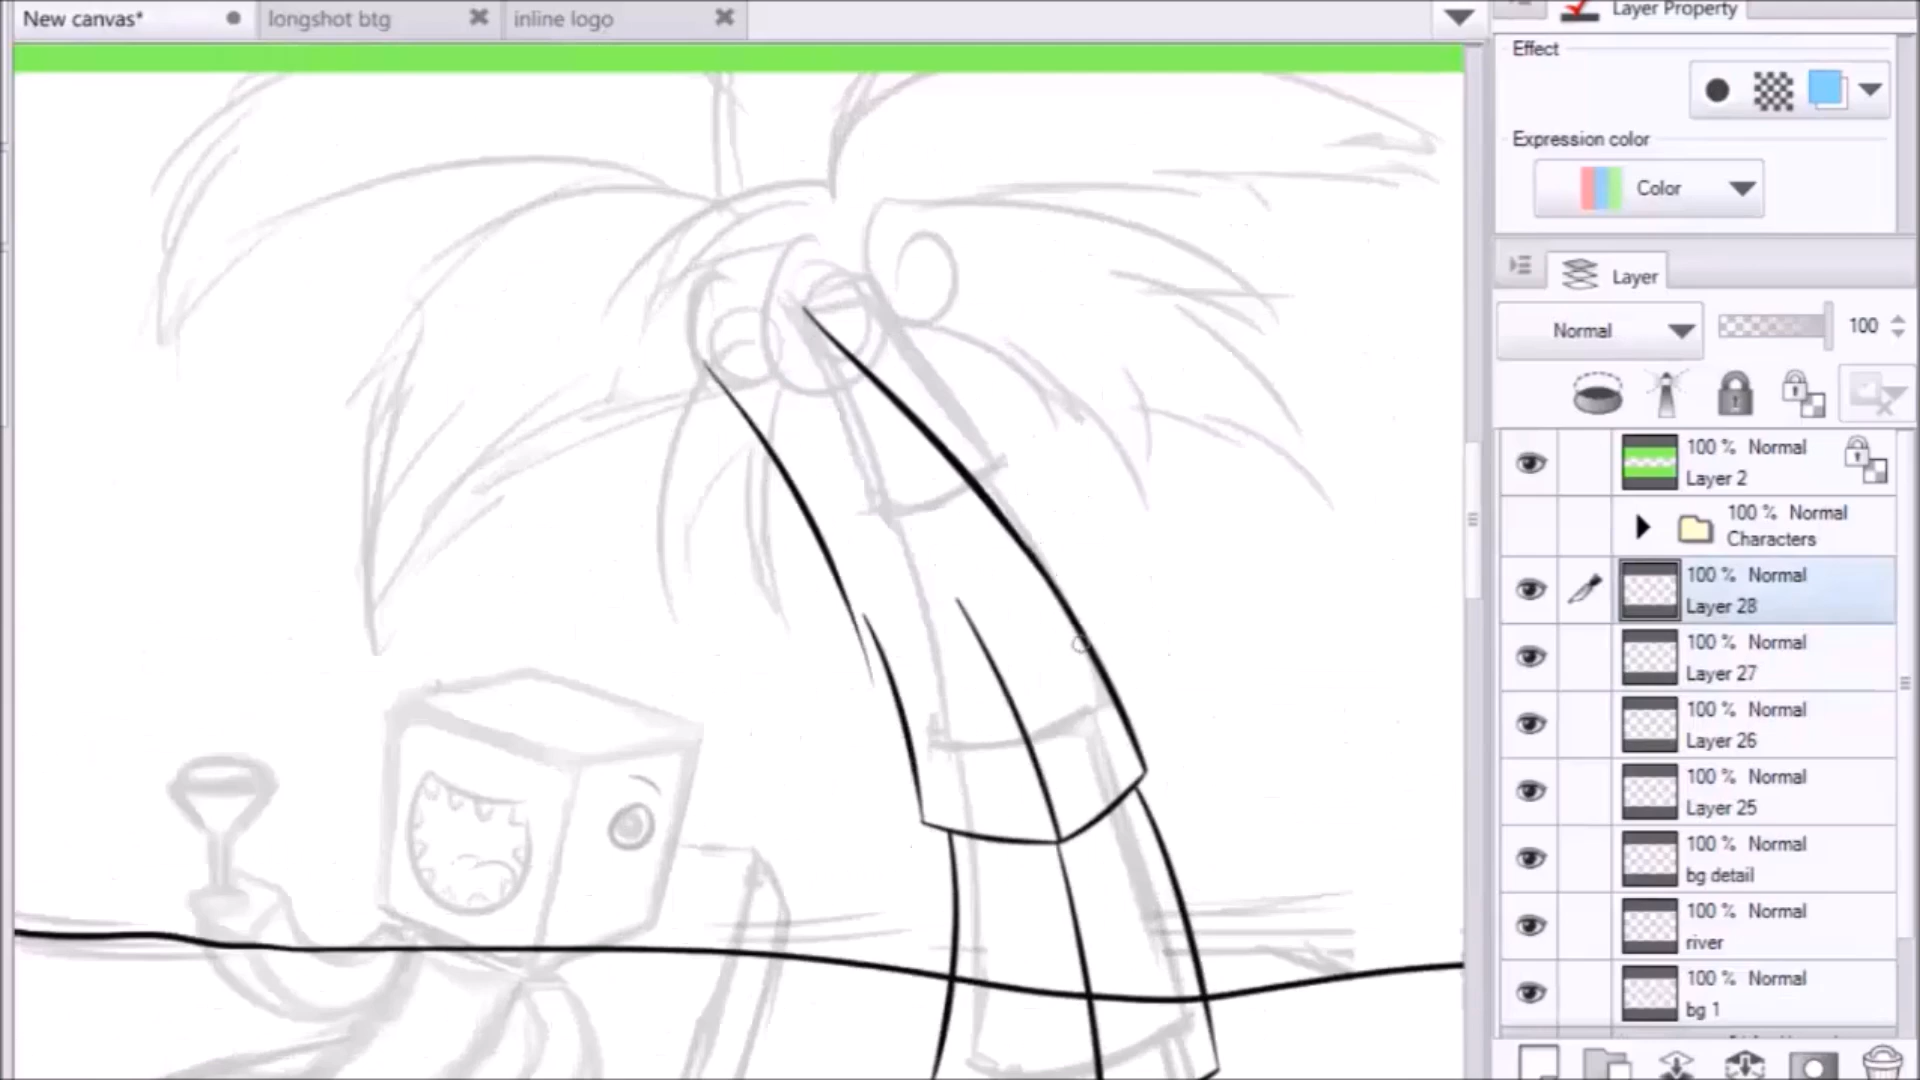 New canvas*
longshot btg
inline logo
Layer Property
Effect
Expression color
Color
Layer
Normal
100
100 % Normal
Layer 2
100 % Normal
Characters
100 % Normal
Layer 28
100 % Normal
Layer 27
100 % Normal
Layer 26
100 % Normal
Layer 25
100 % Normal
bg detail
100 % Normal
river
100 % Normal
bg 1